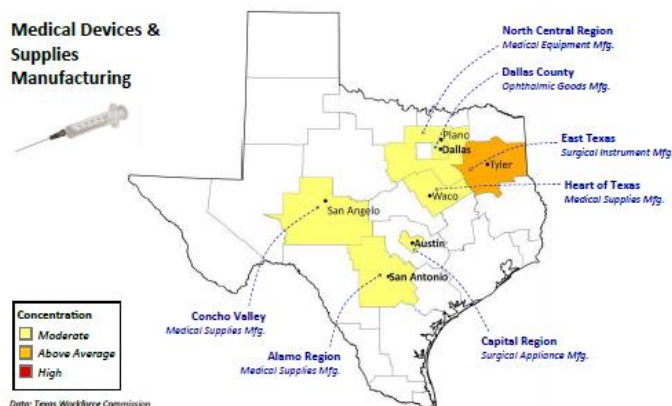 Medical Devices &
Supplies
Manufacturing
North Central Region
Medical Equipment Mfg.
Dallas County
Ophthalmic Goods Mfg.
Plano
Dallas
East Texas
Surgical Instrument Mfg.
Tyler
Heart of Texas
Medical Supplies Mfg.
Waco
San Angelo
Austin
San Antonio
Concho Valley
Medical Supplies Mfg.
Capital Region
Surgical Appliance Mfg.
Alamo Region
Medical Supplies Mfg.
Concentration
Moderate
Above Average
High
Data: Texas Workforce Commission